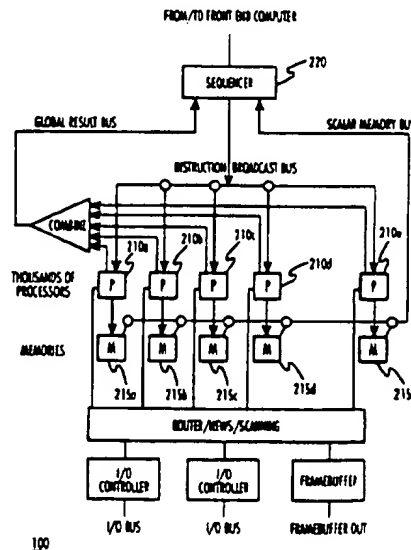 FROM/TO FRONT END COMPUTER
220
SEQUENCER
GLOBAL RESULT BUS
SCALAR MEMORY BUS
INSTRUCTION BROADCAST BUS
COMBINE
210a
210b
210c
210d
210e
THOUSANDS OF
PROCESSORS
P P P P P
MEMORIES
M M M M M
215a
215b
215c
215d
215
ROUTER/NEWS/SCANNING
I/O
CONTROLLER
I/O
CONTROLLER
FRAMEBUFFER
I/O BUS
I/O BUS
FRAMEBUFFER OUT
100